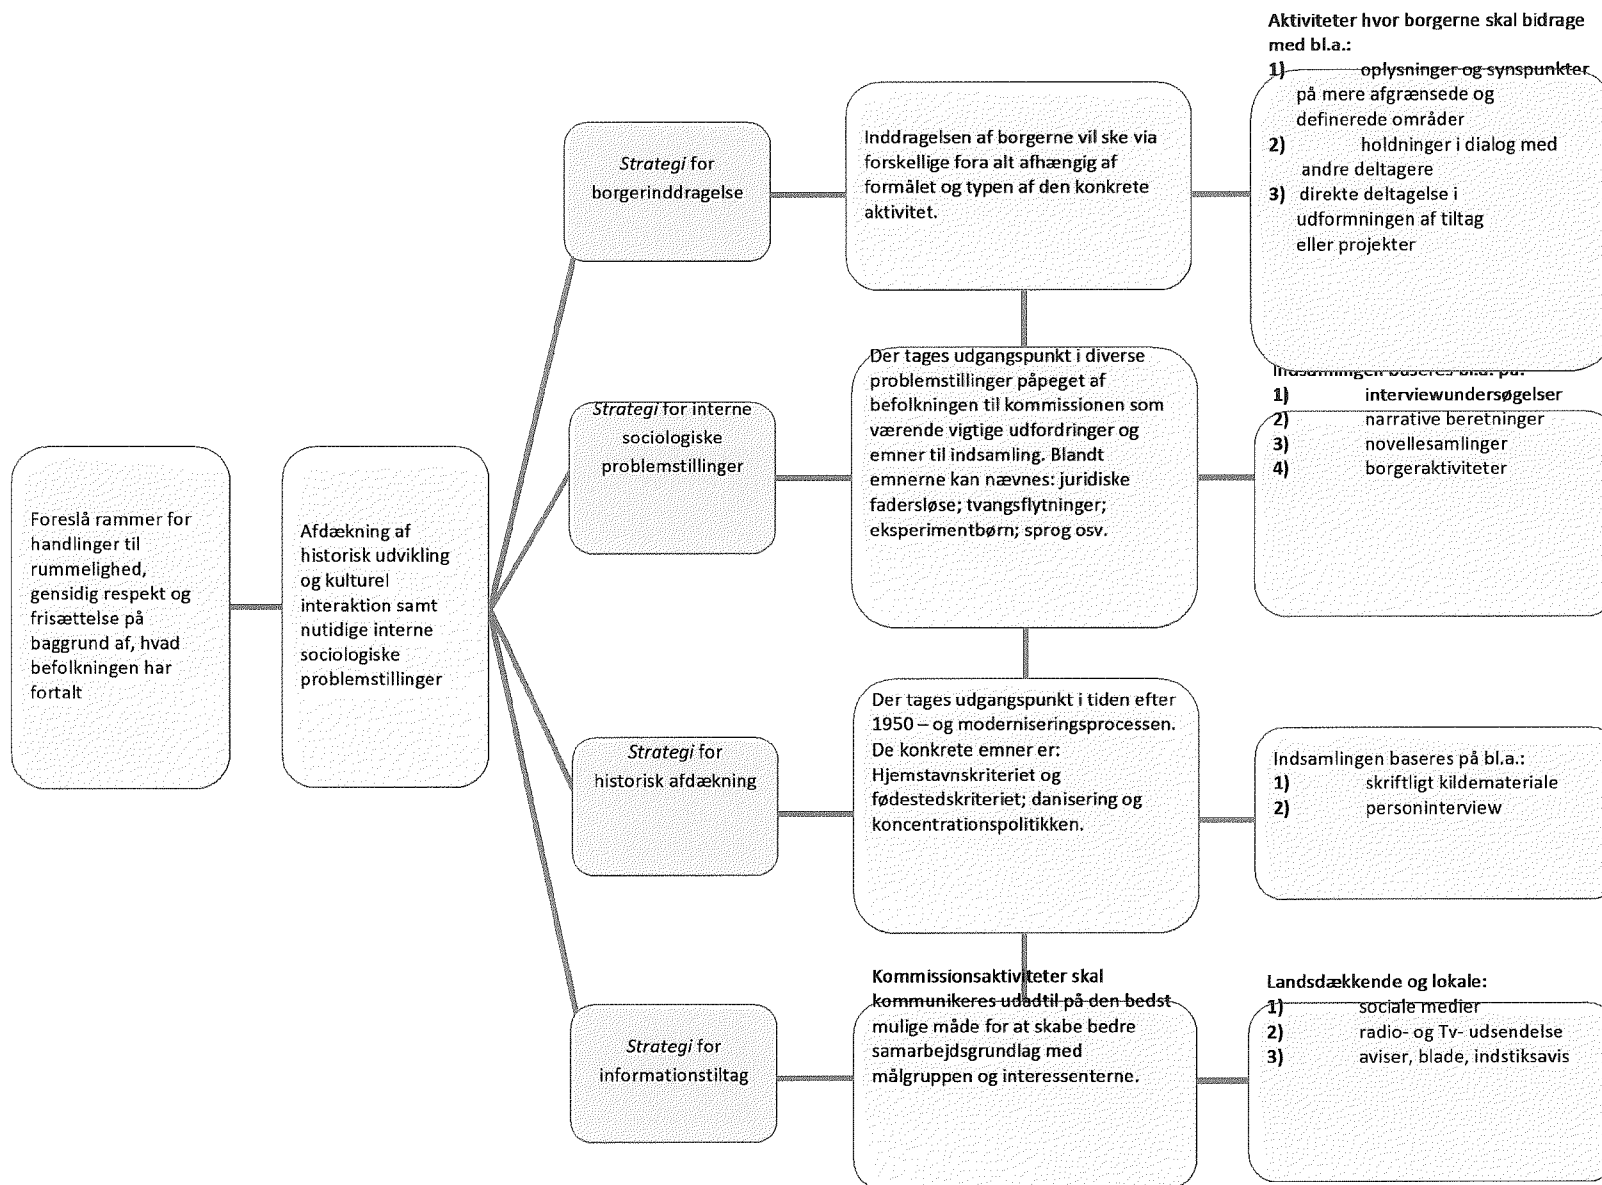 Foreslå rammer for
handlinger til
rummelighed,
gensidig respekt og
frisættelse på
baggrund af, hvad
befolkningen har
fortalt
Afdækning af
historisk udvikling
og kulturel
interaktion samt
nutidige interne
sociologiske
problemstillinger
Strategi for
borgerinddragelse
Inddragelsen af borgerne vil ske via
forskellige fora alt afhængig af
formålet og typen af den konkrete
aktivitet.
Aktiviteter hvor borgerne skal bidrage
med bl.a.:
1) oplysninger og synspunkter
på mere afgrænsede og
definerede områder
2) holdninger i dialog med
andre deltagere
3) direkte deltagelse i
udformningen af tiltag
eller projekter
Strategi for interne
sociologiske
problemstillinger
Der tages udgangspunkt i diverse
problemstillinger påpeget af
befolkningen til kommissionen som
værende vigtige udfordringer og
emner til indsamling. Blandt
emnerne kan nævnes: juridiske
fadersløse; tvangsflytninger;
eksperimentbørn; sprog osv.
Indsamlingen baseres bl.a. på:
1) interviewundersøgelser
2) narrative beretninger
3) novellesamlinger
4) borgeraktiviteter
Strategi for
historisk afdækning
Der tages udgangspunkt i tiden efter
1950 – og moderniseringsprocessen.
De konkrete emner er:
Hjemstavnskriteriet og
fødestedskriteriet; danisering og
koncentrationspolitikken.
Indsamlingen baseres på bl.a.:
1) skriftligt kildemateriale
2) personinterview
Strategi for
informationstiltag
Kommissionsaktiviteter skal
kommunikeres udadtil på den bedst
mulige måde for at skabe bedre
samarbejdsgrundlag med
målgruppen og interessenterne.
Landsdækkende og lokale:
1) sociale medier
2) radio- og Tv- udsendelse
3) aviser, blade, indstiksavis